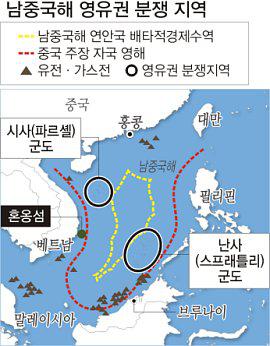 남중국해 영유권 분쟁 지역
남중국해 연안국 배타적경제수역
중국 주장 자국 영해
유전·가스전
영유권 분쟁지역
중국
홍콩
대만
시사(파르셀)
군도
남중국해
필리핀
혼옹섬
베트남
난사
(스프래틀리)
군도
말레이시아
브루나이